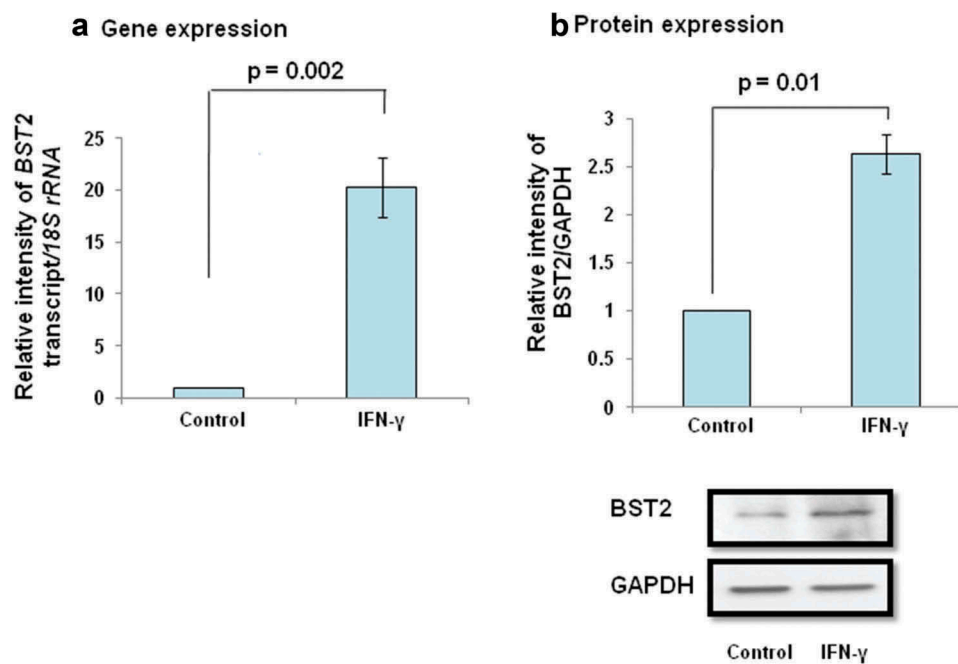 a Gene expression
p = 0.002
Relative intensity of BST2
transcript/18S rRNA
25
20
15
10
5
0
Control
IFN-γ
b Protein expression
p = 0.01
Relative intensity of
BST2/GAPDH
3
2.5
2
1.5
1
0.5
0
Control
IFN-γ
BST2
GAPDH
Control
IFN-γ